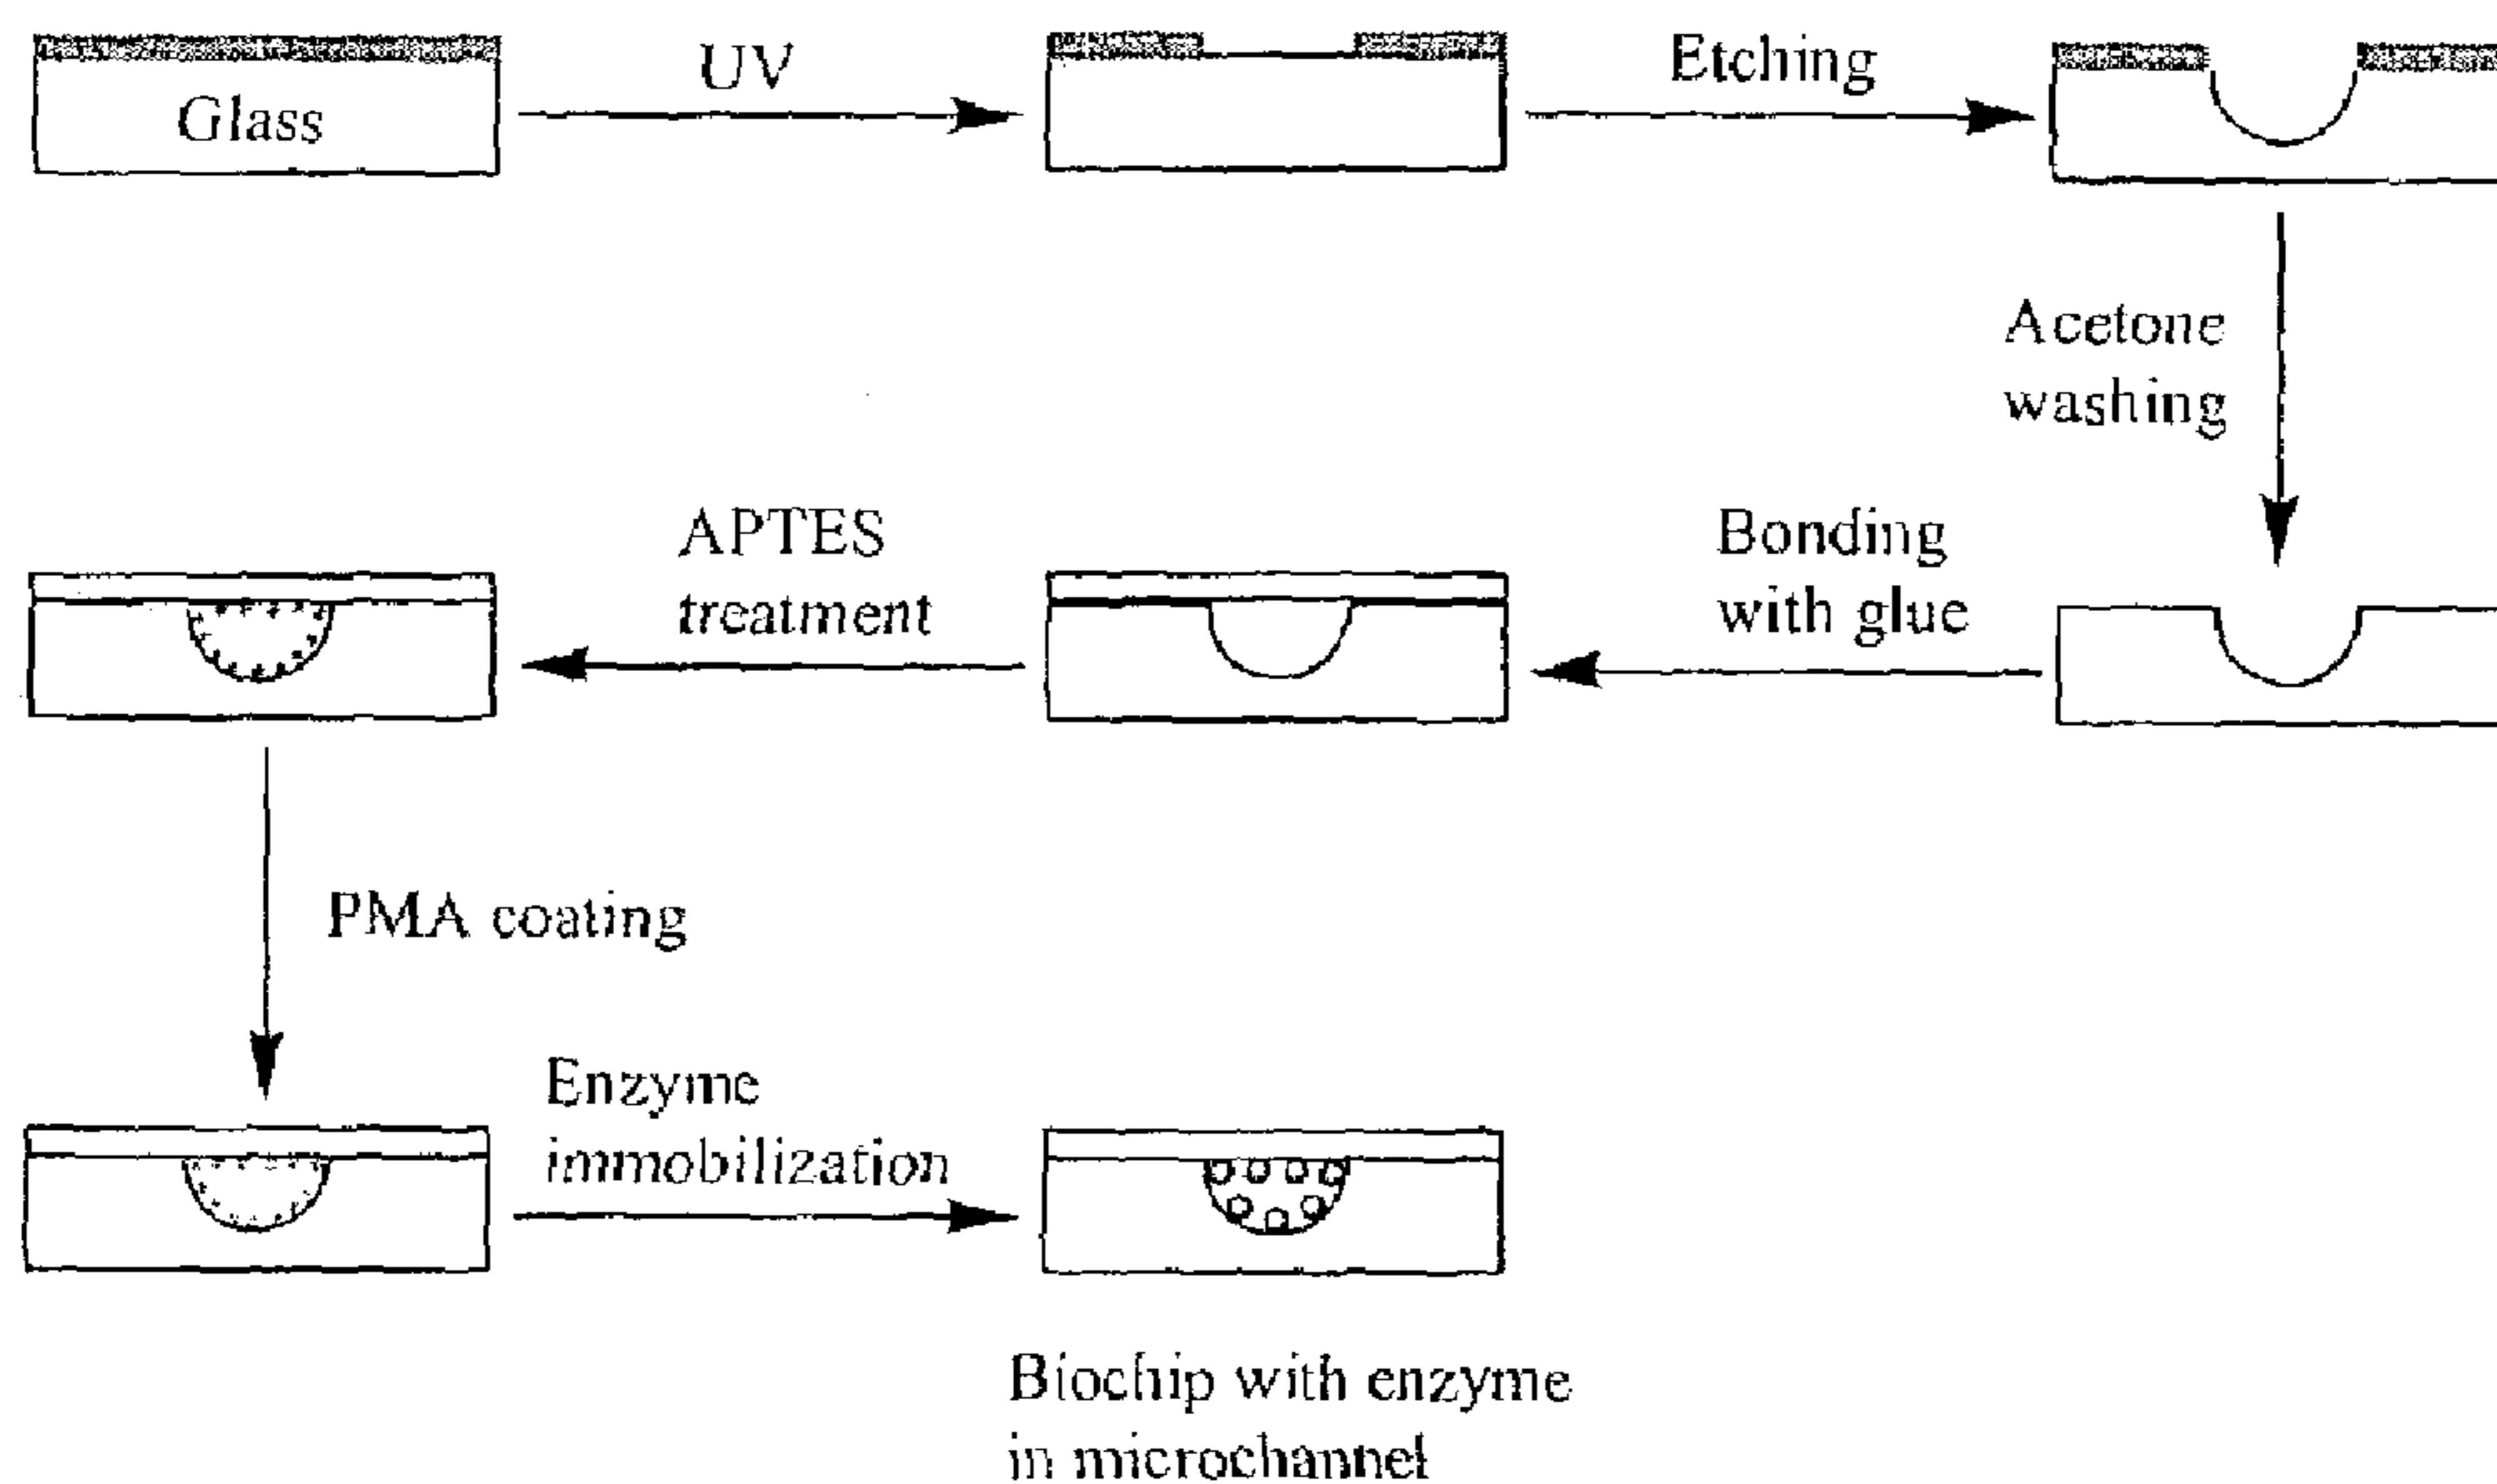 Glass
UV
Etching
Acetone
washing
Bonding
with glue
APTES
treatment
PMA coating
Enzyme
immobilization
Biochip with enzyme
in microchannel